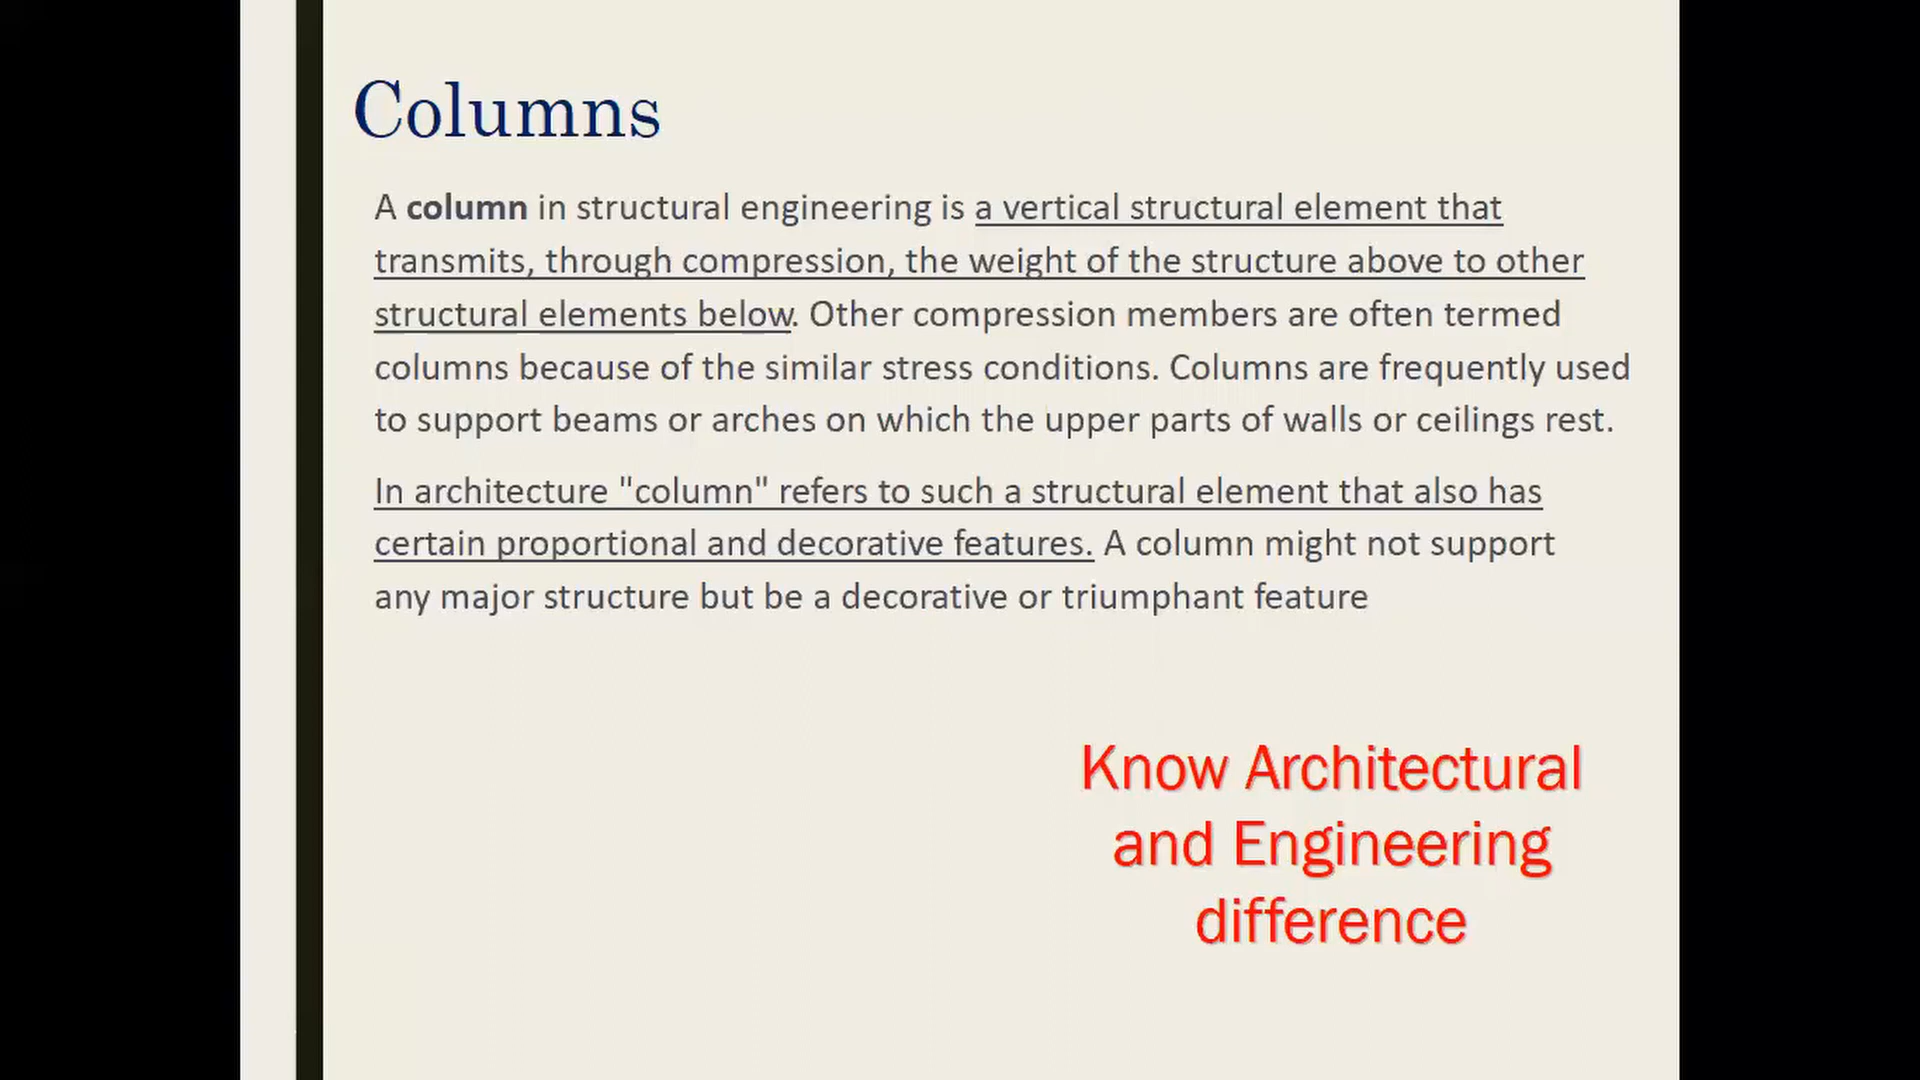 Columns
A column in structural engineering is a vertical structural element that
transmits, through compression, the weight of the structure above to other
structural elements below. Other compression members are often termed
columns because of the similar stress conditions. Columns are frequently used
to support beams or arches on which the upper parts of walls or ceilings rest.
In architecture "column" refers to such a structural element that also has
certain proportional and decorative features. A column might not support
any major structure but be a decorative or triumphant feature
Know Architectural
and Engineering
difference